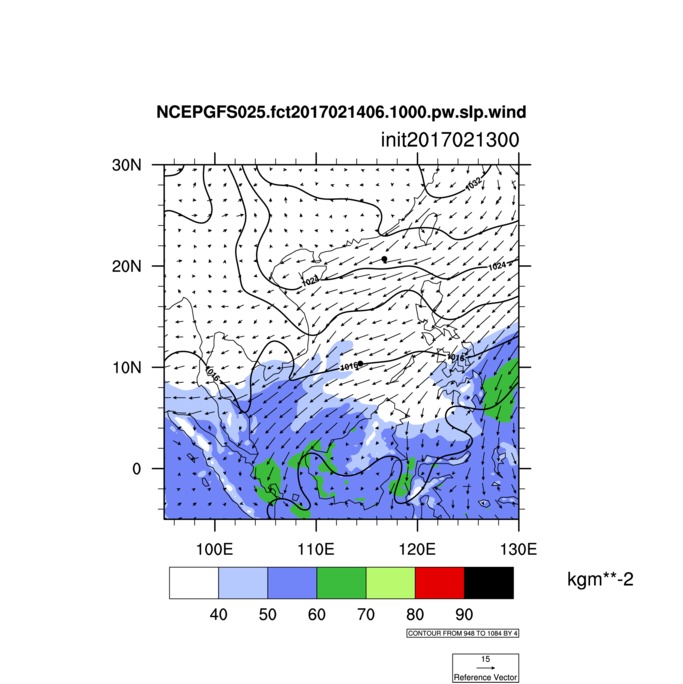 NCEPGFS025.fct2017021406.1000.pw.slp.wind
init2017021300
30N
1032
20N
1024
1024
10N
1016
1016
1016
0
100E
110E
120E
130E
kgm**-2
40
50
60
70
80
90
CONTOUR FROM 948 TO 1084 BY 4
15
Reference Vector